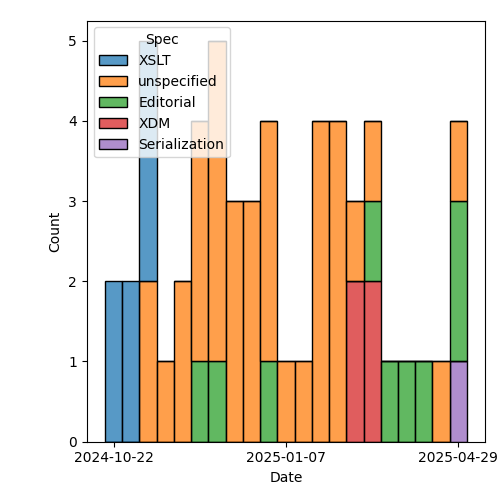 Spec
XSLT
unspecified
Editorial
XDM
Serialization
Count
5
4
3
2
1
0
2024-10-22
2025-01-07
2025-04-29
Date